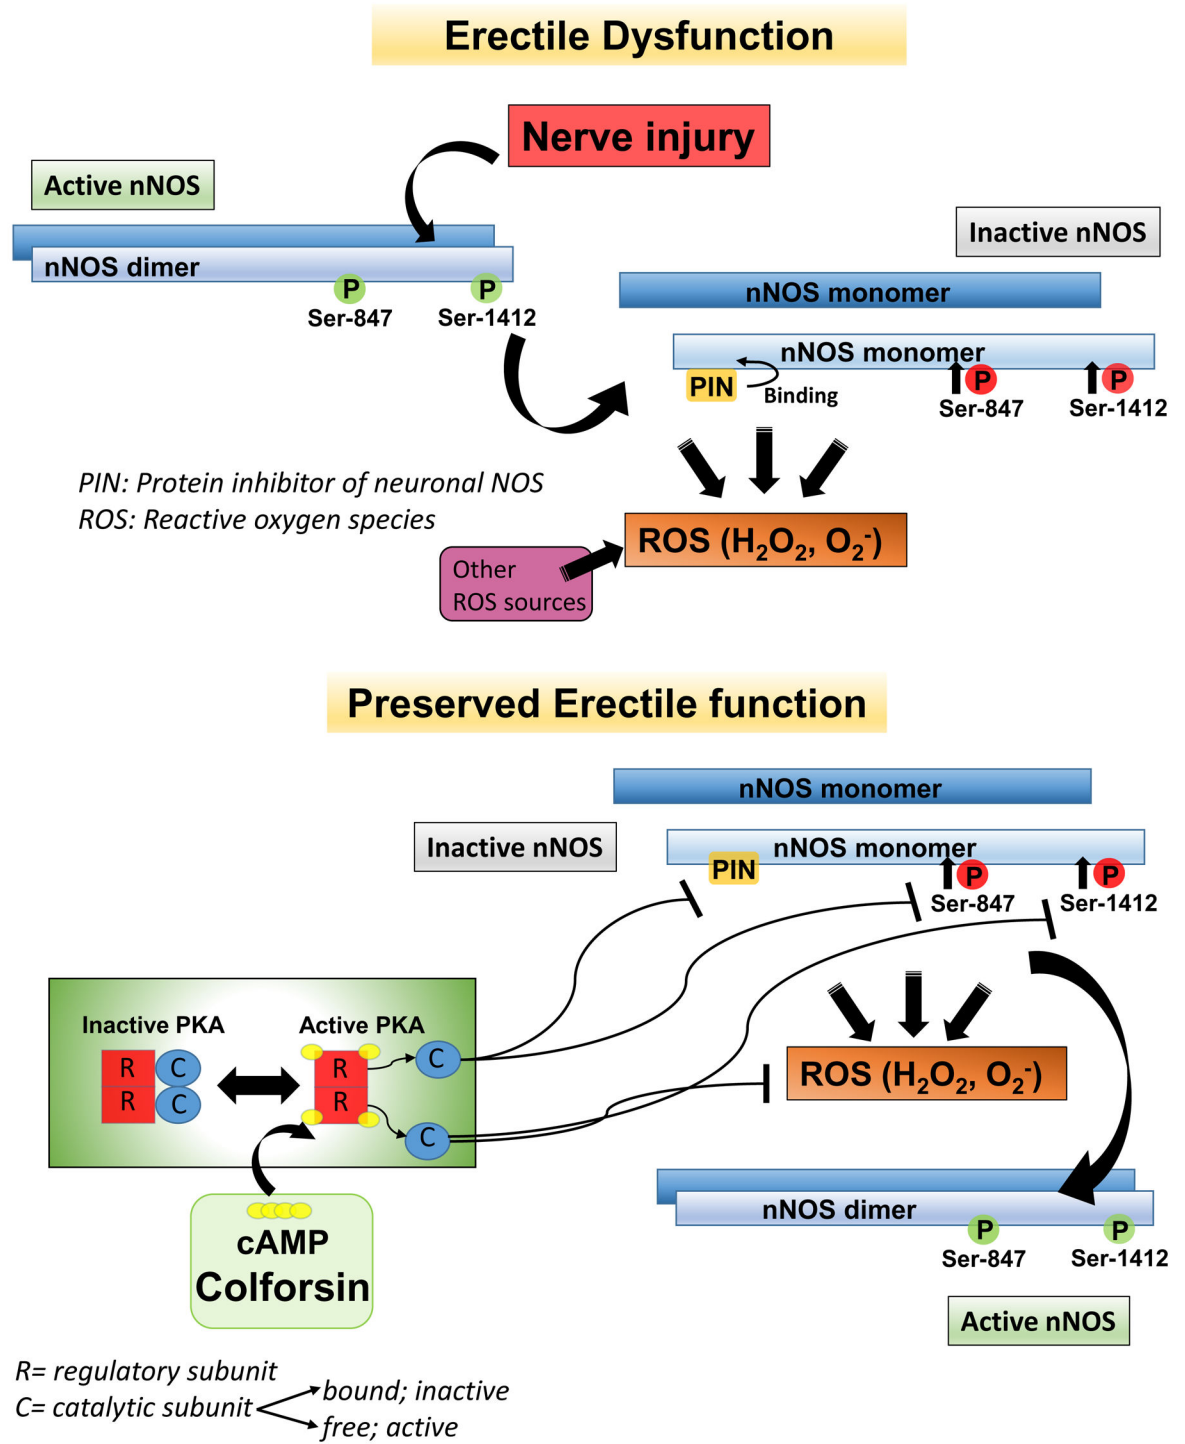 Erectile Dysfunction
Nerve injury
Active nNOS
nNOS dimer
P
P
Ser-847
Ser-1412
Inactive nNOS
nNOS monomer
nNOS monomer
PIN
Binding
P
P
Ser-847
Ser-1412
PIN: Protein inhibitor of neuronal NOS
ROS: Reactive oxygen species
ROS (H₂O₂, O₂⁻)
Other
ROS sources
Preserved Erectile function
nNOS monomer
Inactive nNOS
nNOS monomer
PIN
P
P
Ser-847
Ser-1412
Inactive PKA
Active PKA
R
C
R
C
R
R
C
C
ROS (H₂O₂, O₂⁻)
cAMP
Colforsin
nNOS dimer
P
P
Ser-847
Ser-1412
Active nNOS
R= regulatory subunit
C= catalytic subunit
bound; inactive
free; active